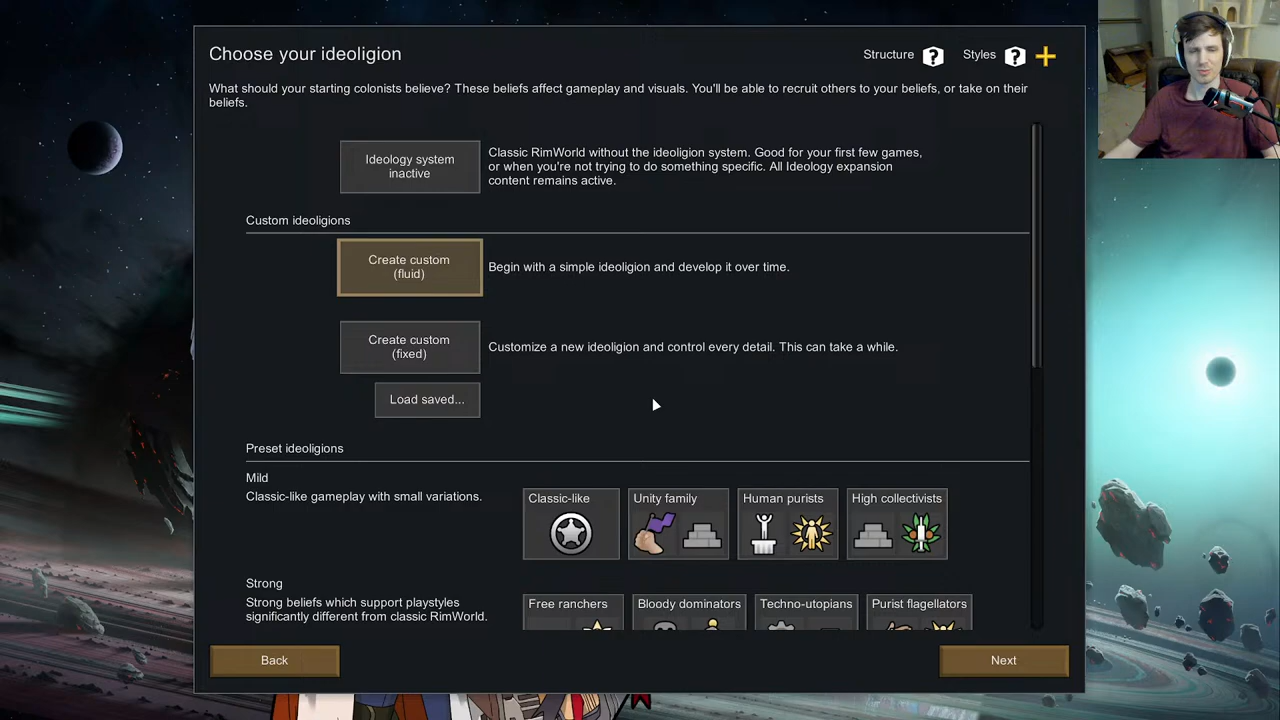 Choose your ideoligion
Structure
Styles
What should your starting colonists believe? These beliefs affect gameplay and visuals. You'll be able to recruit others to your beliefs, or take on their
beliefs.
Ideology system
inactive
Classic RimWorld without the ideoligion system. Good for your first few games,
or when you're not trying to do something specific. All Ideology expansion
content remains active.
Custom ideoligions
Create custom
(fluid)
Begin with a simple ideoligion and develop it over time.
Create custom
(fixed)
Customize a new ideoligion and control every detail. This can take a while.
Load saved...
Preset ideoligions
Mild
Classic-like gameplay with small variations.
Classic-like
Unity family
Human purists
High collectivists
Strong
Strong beliefs which support playstyles
significantly different from classic RimWorld.
Free ranchers
Bloody dominators
Techno-utopians
Purist flagellators
Back
Next